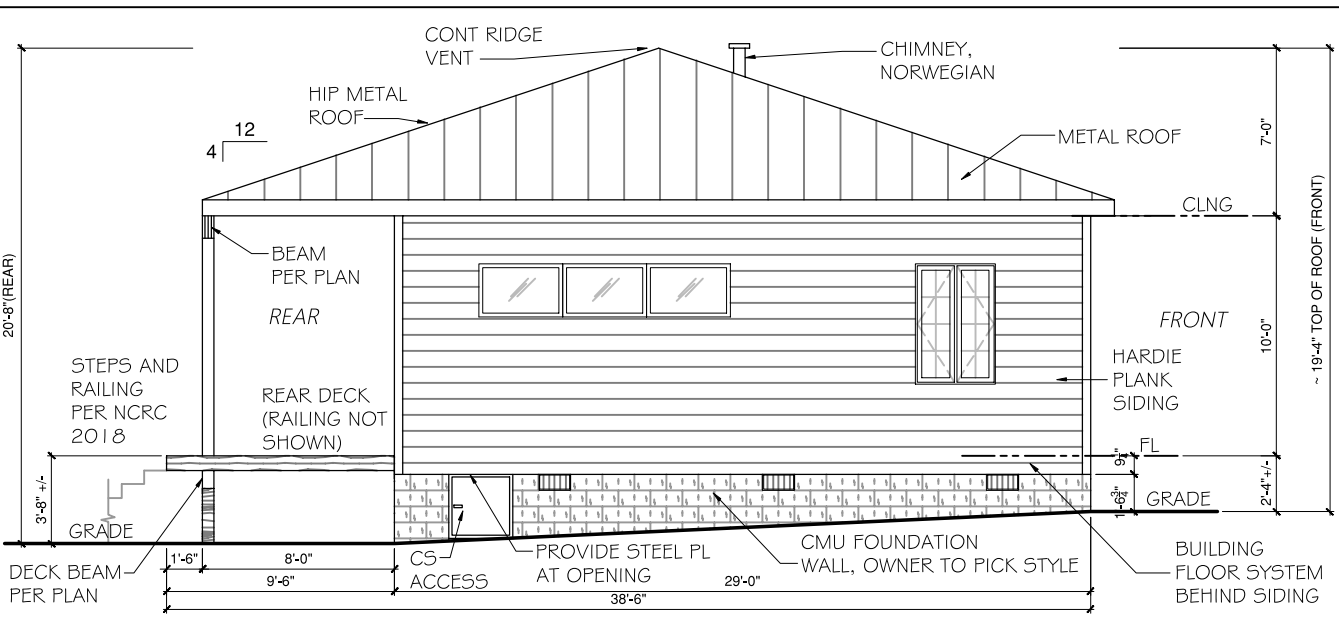 CONT RIDGE
VENT
CHIMNEY,
NORWEGIAN
HIP METAL
ROOF
12
4
METAL ROOF
7'-0"
CLNG
20'-8"(REAR)
~ 19'-4" TOP OF ROOF (FRONT)
BEAM
PER PLAN
REAR
FRONT
10'-0"
HARDIE
PLANK
SIDING
STEPS AND
RAILING
PER NCRC
2018
REAR DECK
(RAILING NOT
SHOWN)
FL
3'-8" +/-
1'-6¾"
2'-4" +/-
GRADE
GRADE
1'-6"
8'-0"
CS
ACCESS
PROVIDE STEEL PL
AT OPENING
CMU FOUNDATION
WALL, OWNER TO PICK STYLE
BUILDING
FLOOR SYSTEM
BEHIND SIDING
DECK BEAM
PER PLAN
9'-6"
29'-0"
38'-6"